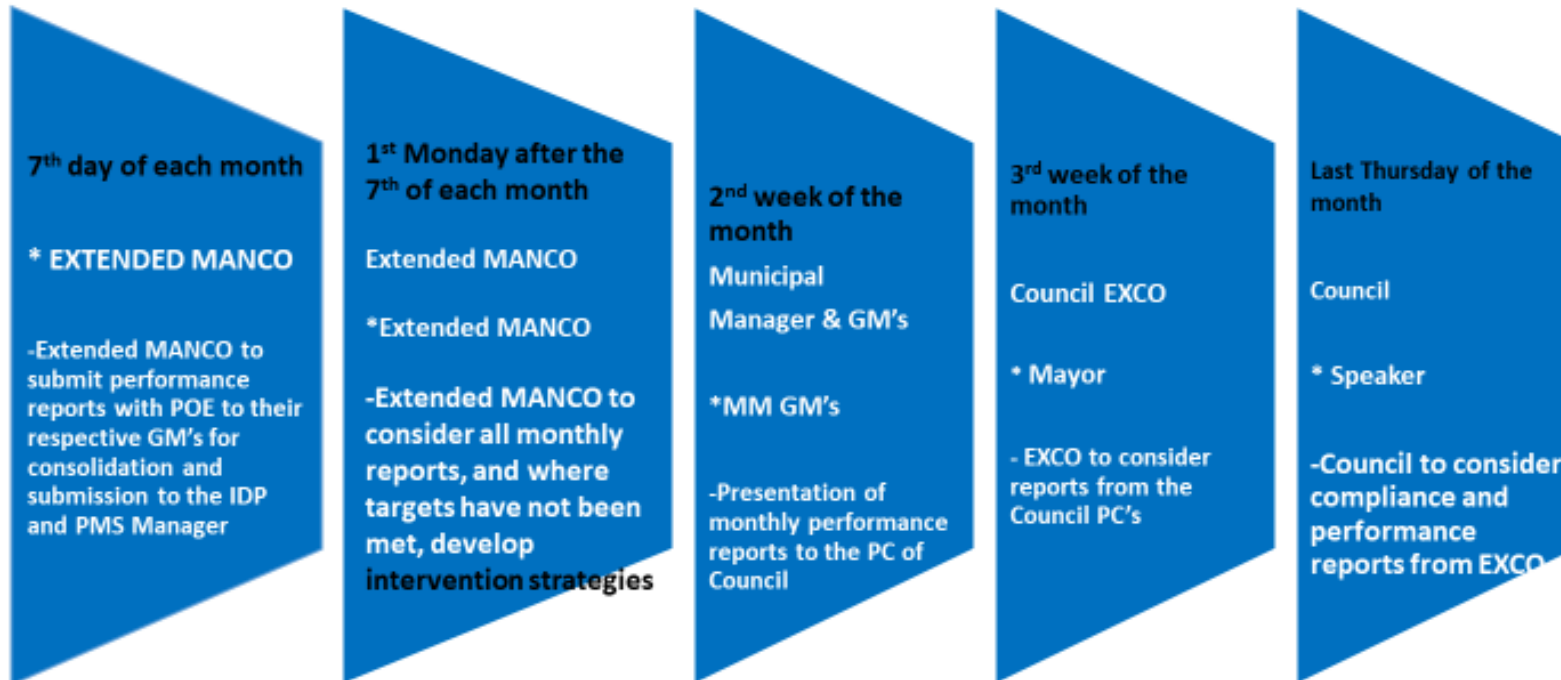 7th day of each month
* EXTENDED MANCO
-Extended MANCO to
submit performance
reports with POE to their
respective GM's for
consolidation and
submission to the IDP
and PMS Manager
1st Monday after the
7th of each month
Extended MANCO
*Extended MANCO
-Extended MANCO to
consider all monthly
reports, and where
targets have not been
met, develop
intervention strategies
2nd week of the
month
Municipal
Manager & GM's
*MM GM's
-Presentation of
monthly performance
reports to the PC of
Council
3rd week of the
month
Council EXCO
* Mayor
- EXCO to consider
reports from the
Council PC's
Last Thursday of the
month
Council
* Speaker
-Council to consider
compliance and
performance
reports from EXCO